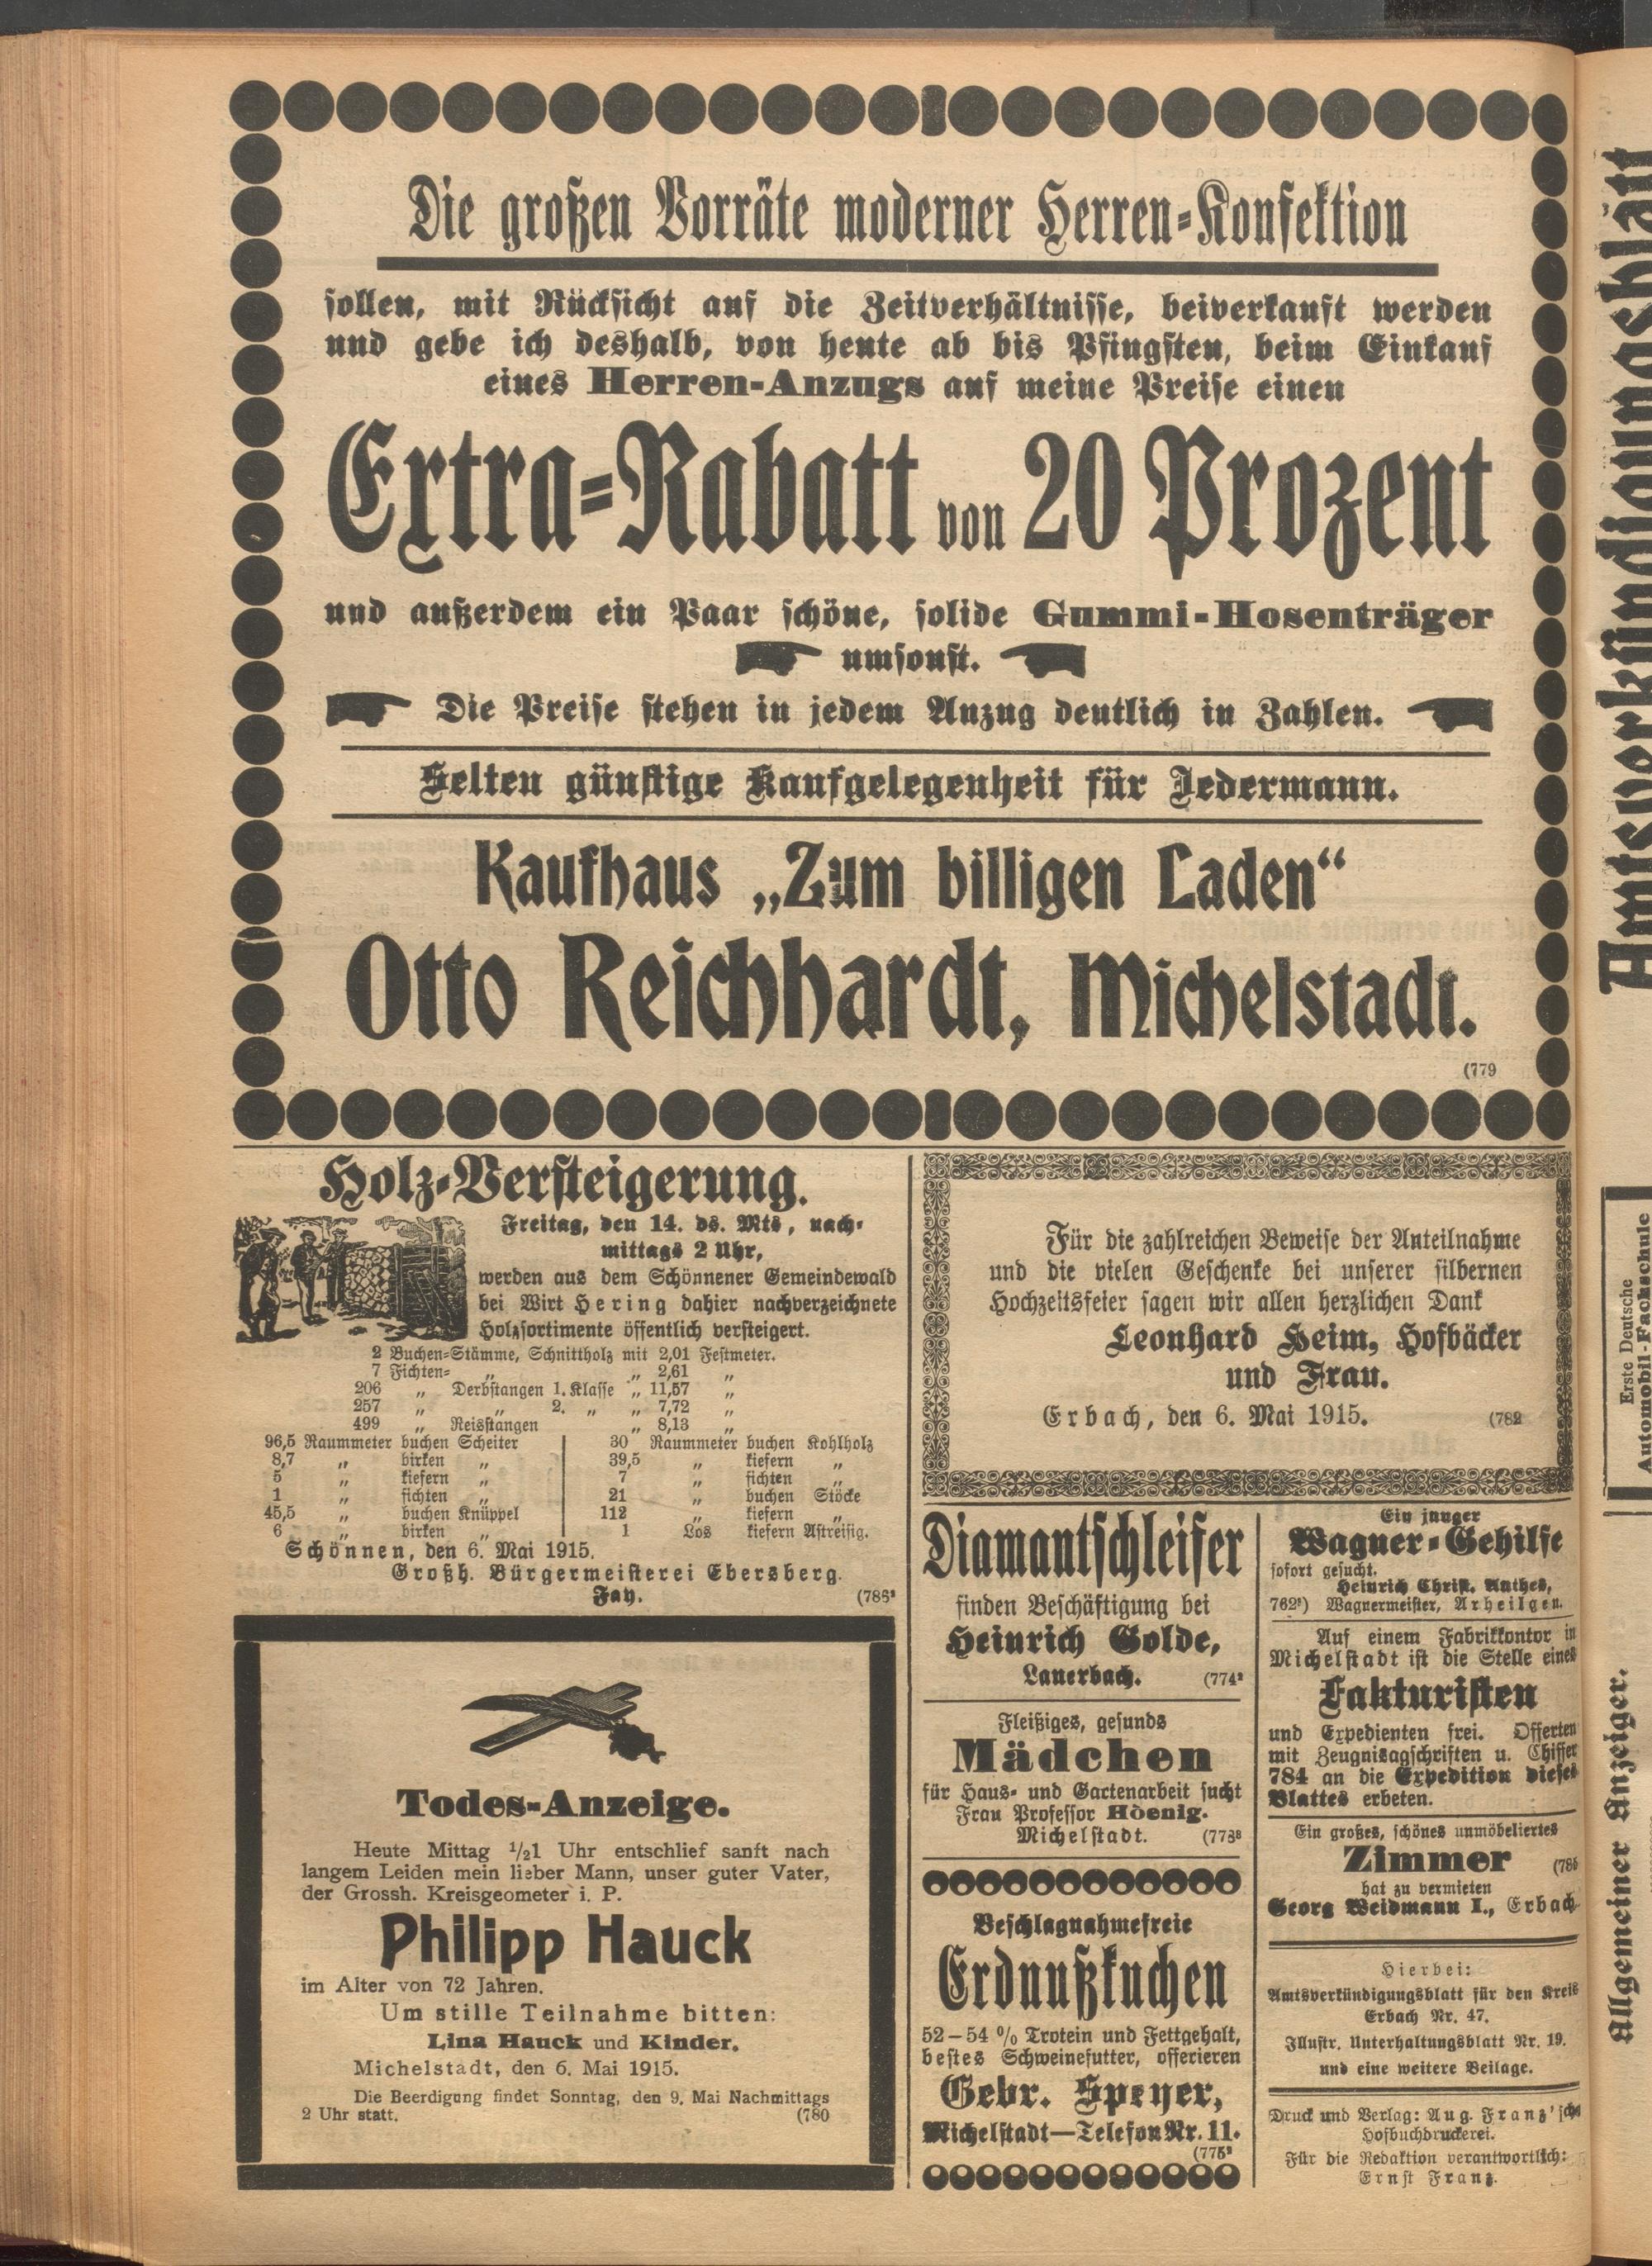 Die großen Vorräte moderner Herren-Konfektion
sollen, mit Rücksicht auf die Zeitverhältnisse, beiverkauft werden
und gebe ich deshalb, von heute ab bis Pfingsten, beim Einkauf
eines Herren-Anzugs auf meine Preise einen
Extra-Rabatt von 20 Prozent
und außerdem ein Paar schöne, solide Gummi-Hosenträger
umsonst.
Die Preise stehen in jedem Anzug deutlich in Zahlen.
Selten günstige Kaufgelegenheit für Jedermann.
Kaufhaus „Zum billigen Laden“
Otto Reichhardt, Michelstadt.
(779
Holz-Versteigerung.
Freitag, den 14. ds. Mts, nach-
mittags 2 Uhr,
werden aus dem Schönnener Gemeindewald
bei Wirt Hering dahier nachverzeichnete
Holzsortimente öffentlich versteigert.
2 Buchen-Stämme, Schnittholz mit 2,01 Festmeter.
7 Fichten- „ „ 2,61 „
206 „ Derbstangen 1. Klasse „ 11,57 „
257 „ „ 2. „ „ 7,72 „
499 „ Reisstangen „ 8,13 „
96,5 Raummeter buchen Scheiter
8,7 „ birken „
5 „ kiefern „
1 „ fichten „
45,5 „ buchen Knüppel
6 „ birken „
30 Raummeter buchen Kohlholz
39,5 „ kiefern „
7 „ fichten „
21 „ buchen Stöcke
112 „ kiefern „
1 Los kiefern Astreisig.
Schönnen, den 6. Mai 1915.
Großh. Bürgermeisterei Ebersberg.
Fay. (786²
Todes-Anzeige.
Heute Mittag ½1 Uhr entschlief sanft nach
langem Leiden mein lieber Mann, unser guter Vater,
der Grossh. Kreisgeometer i. P.
Philipp Hauck
im Alter von 72 Jahren.
Um stille Teilnahme bitten:
Lina Hauck und Kinder.
Michelstadt, den 6. Mai 1915.
Die Beerdigung findet Sonntag, den 9. Mai Nachmittags
2 Uhr statt. (780
Für die zahlreichen Beweise der Anteilnahme
und die vielen Geschenke bei unserer silbernen
Hochzeitsfeier sagen wir allen herzlichen Dank
Leonhard Heim, Hofbäcker
und Frau.
Erbach, den 6. Mai 1915. (782
Diamantschleifer
finden Beschäftigung bei
Heinrich Golde,
Lauerbach. (774²
Fleißiges, gesunds
Mädchen
für Haus- und Gartenarbeit sucht
Frau Professor Hoenig.
Michelstadt. (773³
Beschlagnahmefreie
Erdnußkuchen
52–54 % Trotein und Fettgehalt,
bestes Schweinefutter, offerieren
Gebr. Speyer,
Michelstadt—Telefon Nr. 11.
(775²
Ein junger
Wagner-Gehilfe
sofort gesucht.
Heinrich Christ. Anthes,
762²) Wagnermeister, Arheilgen.
Auf einem Fabrikkontor in
Michelstadt ist die Stelle eines
Fakturisten
und Expedienten frei. Offerten
mit Zeugnisagschriften u. Chiffer
784 an die Expedition dieses
Blattes erbeten.
Ein großes, schönes unmöbeliertes
Zimmer (785
hat zu vermieten
Georg Weidmann I., Erbach
Hierbei:
Amtsverkündigungsblatt für den Kreis
Erbach Nr. 47.
Illustr. Unterhaltungsblatt Nr. 19.
und eine weitere Beilage.
Druck und Verlag: Aug. Franz' sche
Hofbuchdruckerei.
Für die Redaktion verantwortlich:
Ernst Franz.
Amtsverkündigungsblatt
Erste Deutsche
Automobil-Fachschule
Allgemeiner Anzeiger.